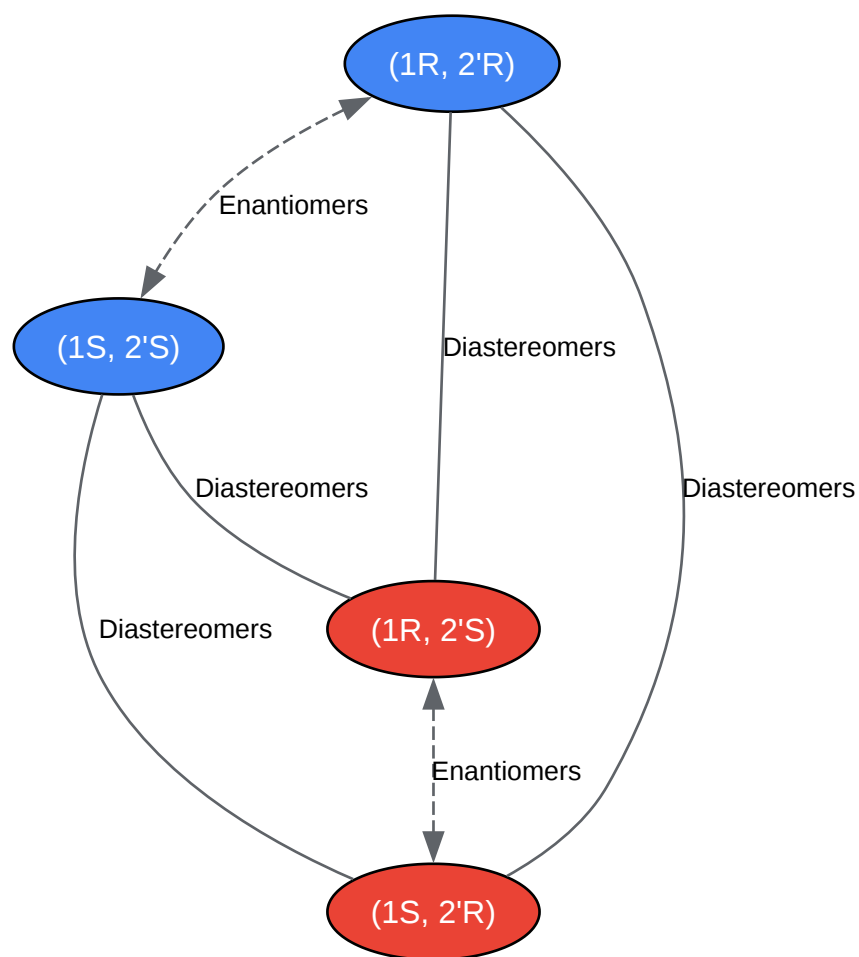 (1R, 2'R)
Enantiomers
(1S, 2'S)
Diastereomers
Diastereomers
Diastereomers
(1R, 2'S)
Diastereomers
Enantiomers
(1S, 2'R)